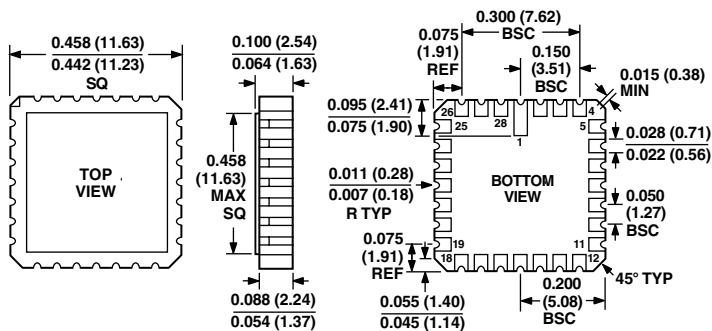 0.458 (11.63)
0.442 (11.23)
SQ
0.100 (2.54)
0.064 (1.63)
0.458
(11.63)
MAX
SQ
0.088 (2.24)
0.054 (1.37)
TOP
VIEW
0.300 (7.62)
BSC
0.075
(1.91)
REF
0.150
(3.51)
BSC
0.015 (0.38)
MIN
0.095 (2.41)
0.075 (1.90)
26
28
4
25
5
1
0.028 (0.71)
0.022 (0.56)
0.011 (0.28)
0.007 (0.18)
R TYP
BOTTOM
VIEW
0.050
(1.27)
BSC
0.075
(1.91)
REF
19
11
18
12
45° TYP
0.200
(5.08)
BSC
0.055 (1.40)
0.045 (1.14)